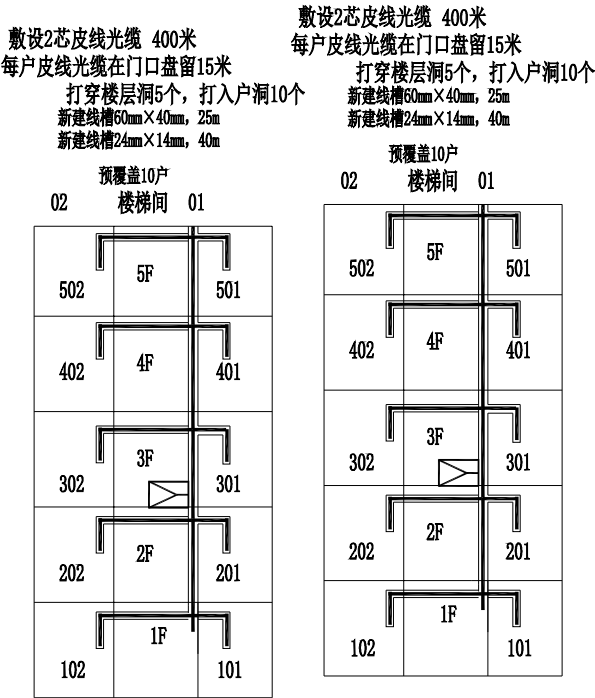 敷设2芯皮线光缆 400米
每户皮线光缆在门口盘留15米
打穿楼层洞5个，打入户洞10个
新建线槽60mm×40mm，25m
新建线槽24mm×14mm，40m
预覆盖10户
02 楼梯间 01
502 5F 501
402 4F 401
302 3F 301
202 2F 201
102 1F 101
敷设2芯皮线光缆 400米
每户皮线光缆在门口盘留15米
打穿楼层洞5个，打入户洞10个
新建线槽60mm×40mm，25m
新建线槽24mm×14mm，40m
预覆盖10户
02 楼梯间 01
502 5F 501
402 4F 401
302 3F 301
202 2F 201
102 1F 101